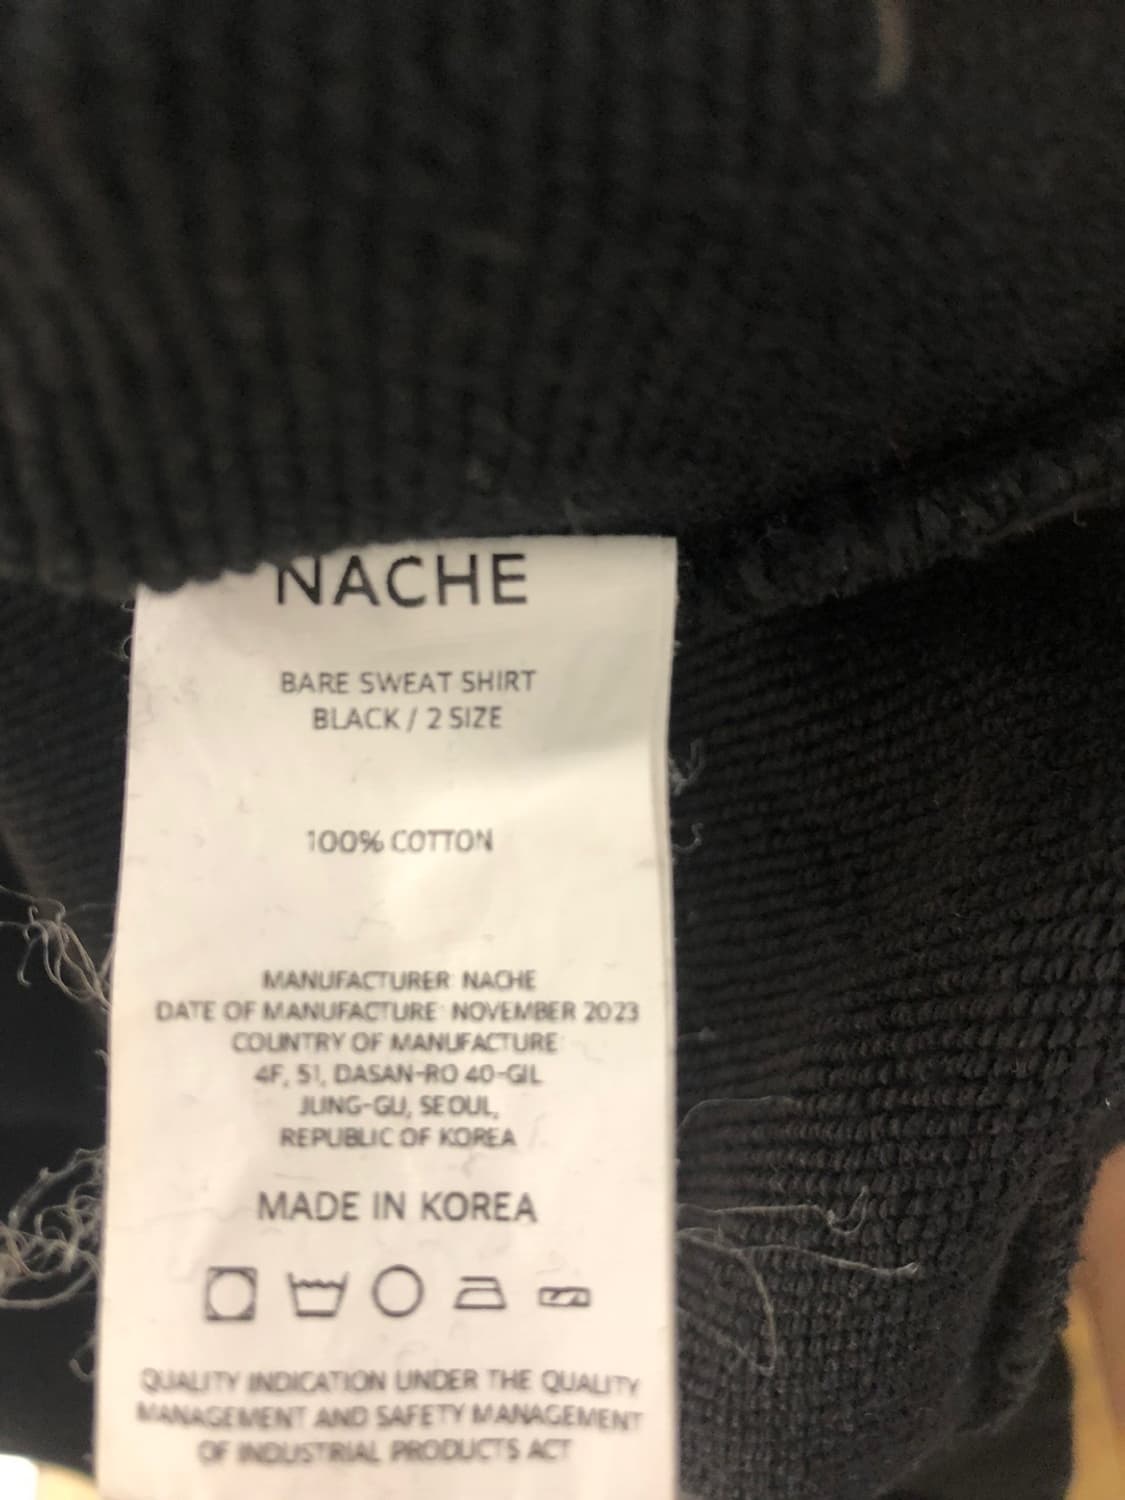 NACHE
BARE SWEAT SHIRT
BLACK / 2 SIZE
100% COTTON
MANUFACTURER: NACHE
DATE OF MANUFACTURE: NOVEMBER 2023
COUNTRY OF MANUFACTURE:
4F, 51, DASAN-RO 40-GIL
JUNG-GU, SEOUL,
REPUBLIC OF KOREA
MADE IN KOREA
QUALITY INDICATION UNDER THE QUALITY
MANAGEMENT AND SAFETY MANAGEMENT
OF INDUSTRIAL PRODUCTS ACT